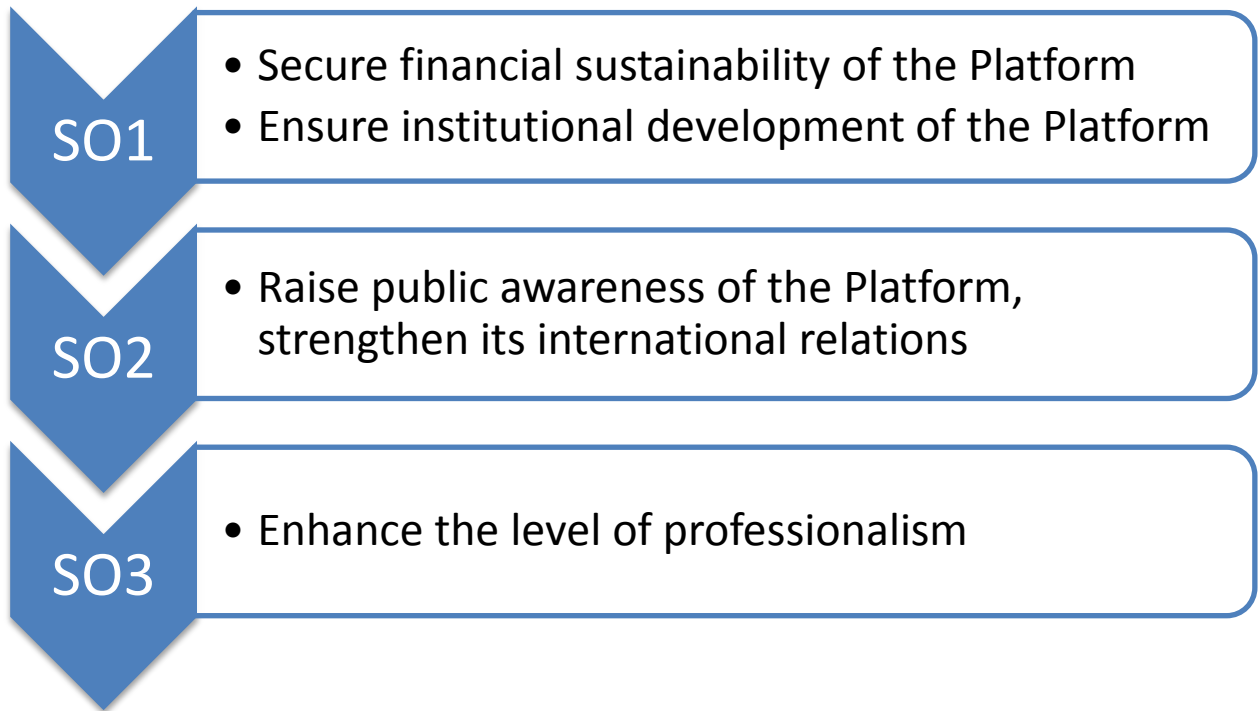 SO1
• Secure financial sustainability of the Platform
• Ensure institutional development of the Platform
SO2
• Raise public awareness of the Platform,
strengthen its international relations
SO3
• Enhance the level of professionalism